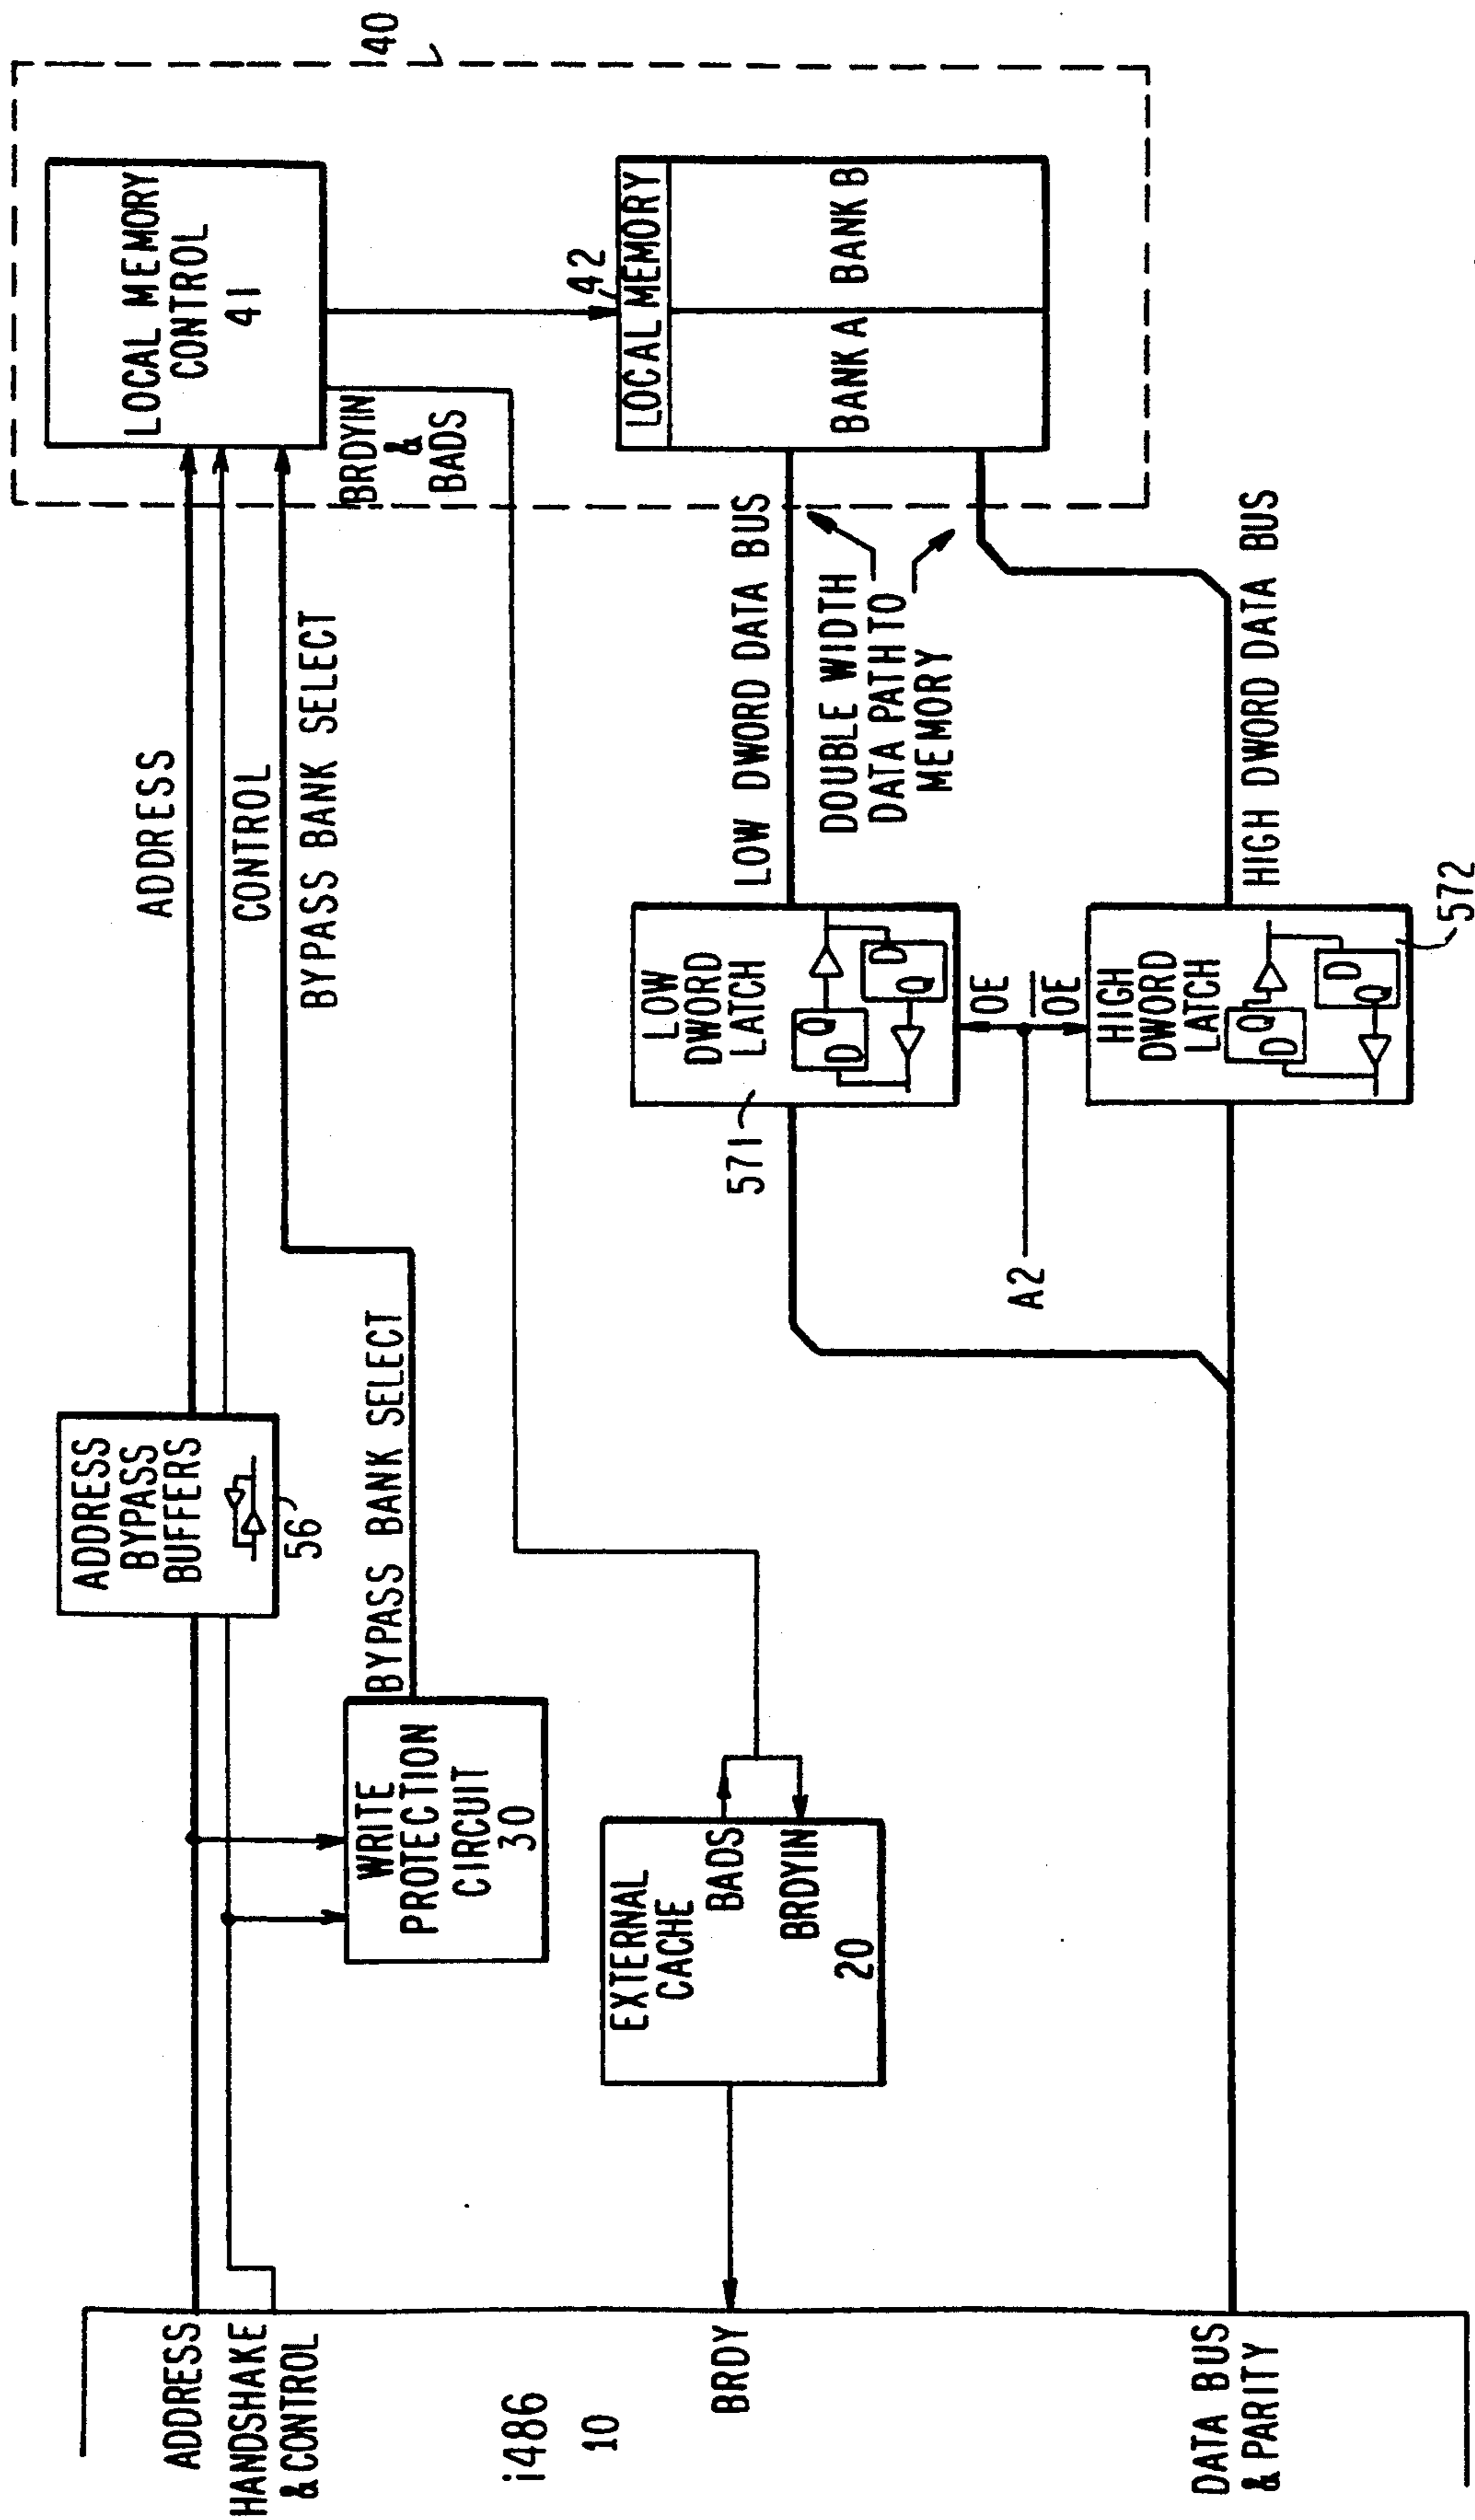 ADDRESS
HANDSHAKE
& CONTROL
i486
10
BRDY
DATA BUS
& PARITY
WRITE
PROTECTION
CIRCUIT
30
EXTERNAL
CACHE
BADS
BRDYIN
20
ADDRESS
BYPASS
BUFFERS
56
BYPASS BANK SELECT
ADDRESS
CONTROL
BYPASS BANK SELECT
571
A2
LOW
DWORD
LATCH
Q
D
D
Q
OE
OE
HIGH
DWORD
LATCH
Q
D
D
Q
572
LOW DWORD DATA BUS
DOUBLE WIDTH
DATA PATH TO
MEMORY
HIGH DWORD DATA BUS
LOCAL MEMORY
CONTROL
41
BRDYIN
&
BADS
42
LOCAL MEMORY
BANK A
BANK B
40